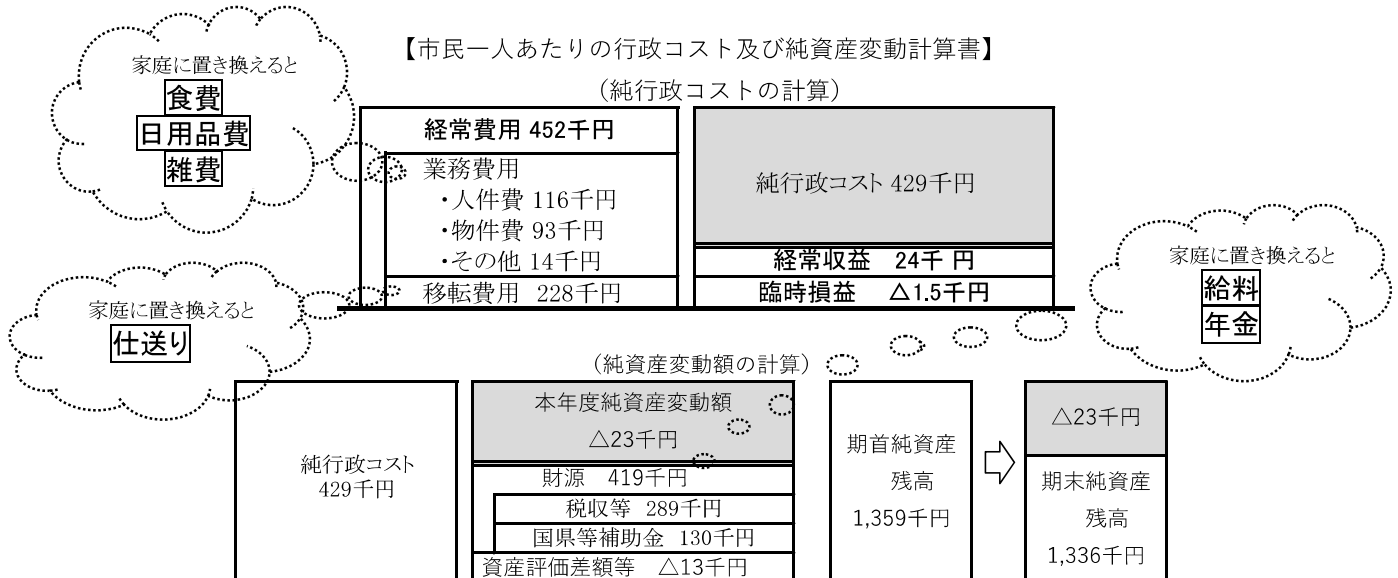 【市民一人あたりの行政コスト及び純資産変動計算書】
（純行政コストの計算）
家庭に置き換えると
食費
日用品費
雑費
経常費用 452千円
業務費用
・人件費 116千円
・物件費 93千円
・その他 14千円
移転費用 228千円
純行政コスト 429千円
経常収益 24千 円
臨時損益 △1.5千円
家庭に置き換えると
給料
年金
家庭に置き換えると
仕送り
（純資産変動額の計算）
純行政コスト
429千円
本年度純資産変動額
△23千円
財源 419千円
税収等 289千円
国県等補助金 130千円
資産評価差額等 △13千円
期首純資産
残高
1,359千円
△23千円
期末純資産
残高
1,336千円